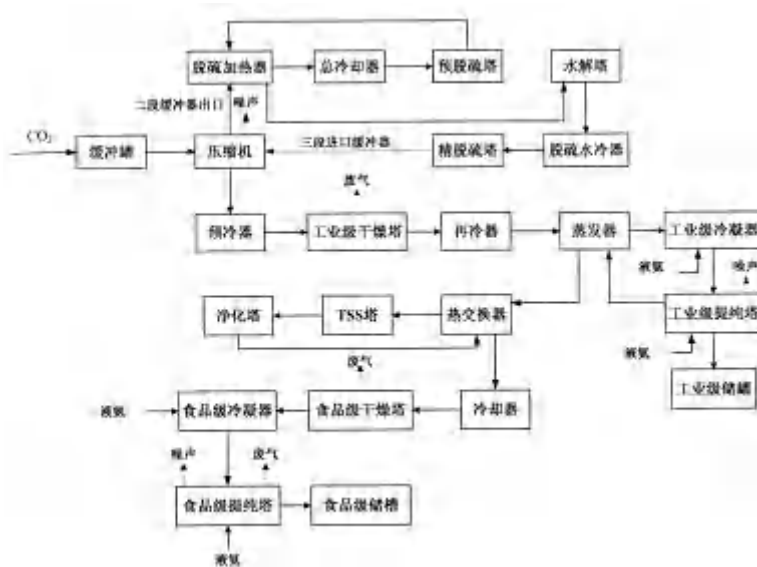 脱硫加热器
总冷却器
预脱硫塔
水解塔
二段缓冲器出口
噪声
CO₂
缓冲罐
压缩机
三段进口缓冲器
精脱硫塔
脱硫水冷器
废气
预冷器
工业级干燥塔
再冷器
蒸发器
工业级冷凝器
液氨
噪声
净化塔
TSS塔
热交换器
工业级提纯塔
废气
液氨
工业级储罐
液氨
食品级冷凝器
食品级干燥塔
冷却器
噪声
废气
食品级提纯塔
食品级储槽
液氨